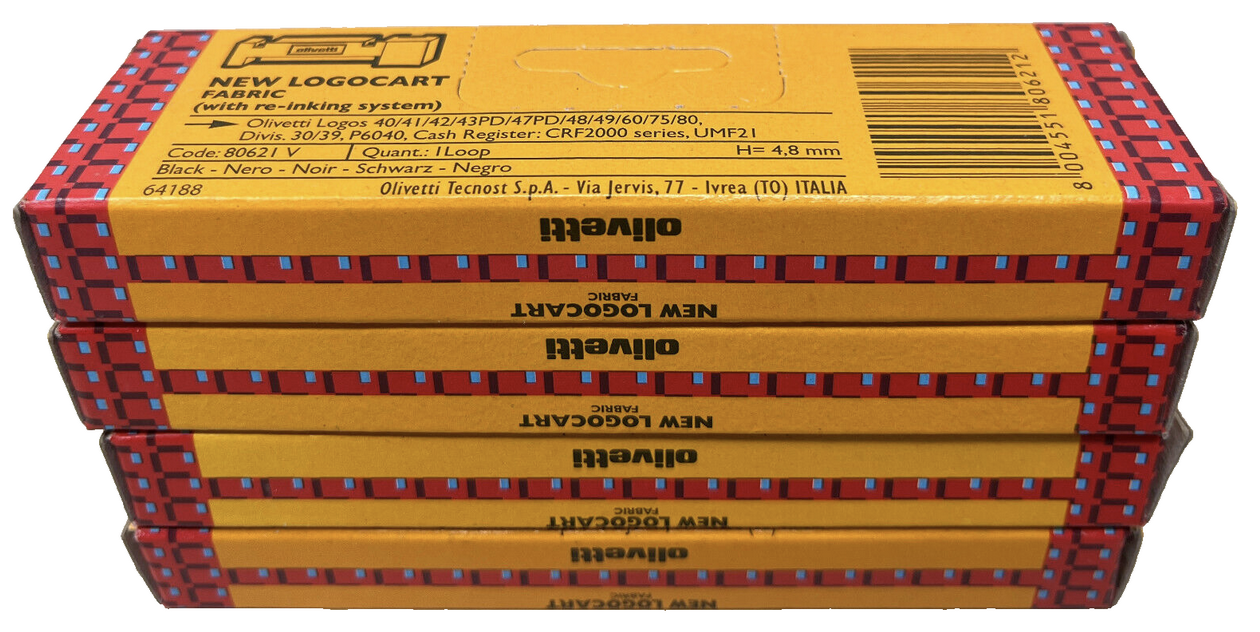 olivetti
NEW LOGOCART
FABRIC
(with re-inking system)
Olivetti Logos 40/41/42/43PD/47PD/48/49/60/75/80,
Divis. 30/39, P6040, Cash Register: CRF2000 series, UMF21
Code: 80621 V Quant.: 1 Loop H= 4,8 mm
Black - Nero - Noir - Schwarz - Negro
64188 Olivetti Tecnost S.p.A. - Via Jervis, 77 - Ivrea (TO) ITALIA
8 004551 806212
olivetti
NEW LOGOCART
FABRIC
olivetti
NEW LOGOCART
FABRIC
olivetti
NEW LOGOCART
FABRIC
olivetti
NEW LOGOCART
FABRIC